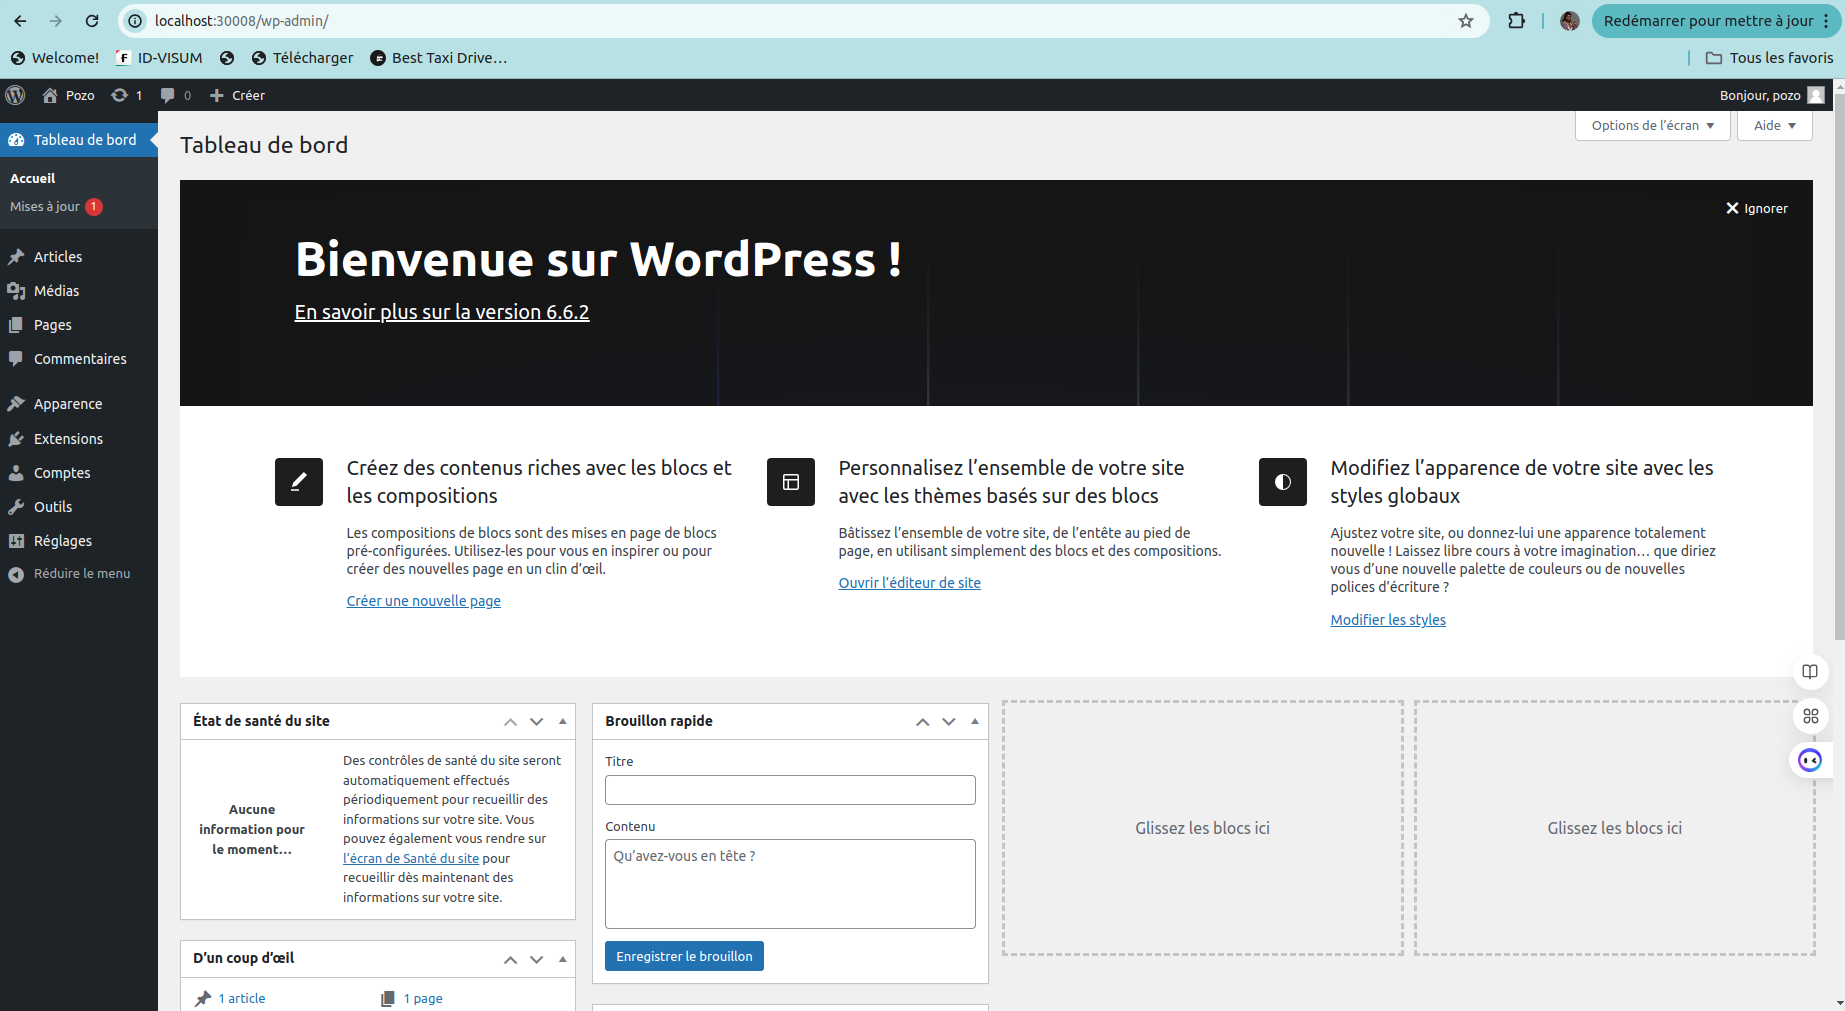 localhost:30008/wp-admin/
Redémarrer pour mettre à jour
Welcome!
ID-VISUM
Télécharger
Best Taxi Drive…
Tous les favoris
Pozo
1
0
Créer
Bonjour, pozo
Tableau de bord
Accueil
Mises à jour 1
Articles
Médias
Pages
Commentaires
Apparence
Extensions
Comptes
Outils
Réglages
Réduire le menu
Options de l’écran
Aide
Tableau de bord
Ignorer
Bienvenue sur WordPress !
En savoir plus sur la version 6.6.2
Créez des contenus riches avec les blocs et
les compositions
Les compositions de blocs sont des mises en page de blocs
pré-configurées. Utilisez-les pour vous en inspirer ou pour
créer des nouvelles page en un clin d’œil.
Créer une nouvelle page
Personnalisez l’ensemble de votre site
avec les thèmes basés sur des blocs
Bâtissez l’ensemble de votre site, de l’entête au pied de
page, en utilisant simplement des blocs et des compositions.
Ouvrir l’éditeur de site
Modifiez l’apparence de votre site avec les
styles globaux
Ajustez votre site, ou donnez-lui une apparence totalement
nouvelle ! Laissez libre cours à votre imagination… que diriez
vous d’une nouvelle palette de couleurs ou de nouvelles
polices d’écriture ?
Modifier les styles
État de santé du site
Aucune
information pour
le moment…
Des contrôles de santé du site seront
automatiquement effectués
périodiquement pour recueillir des
informations sur votre site. Vous
pouvez également vous rendre sur
l’écran de Santé du site pour
recueillir dès maintenant des
informations sur votre site.
D’un coup d’œil
1 article
1 page
Brouillon rapide
Titre
Contenu
Qu’avez-vous en tête ?
Enregistrer le brouillon
Glissez les blocs ici
Glissez les blocs ici